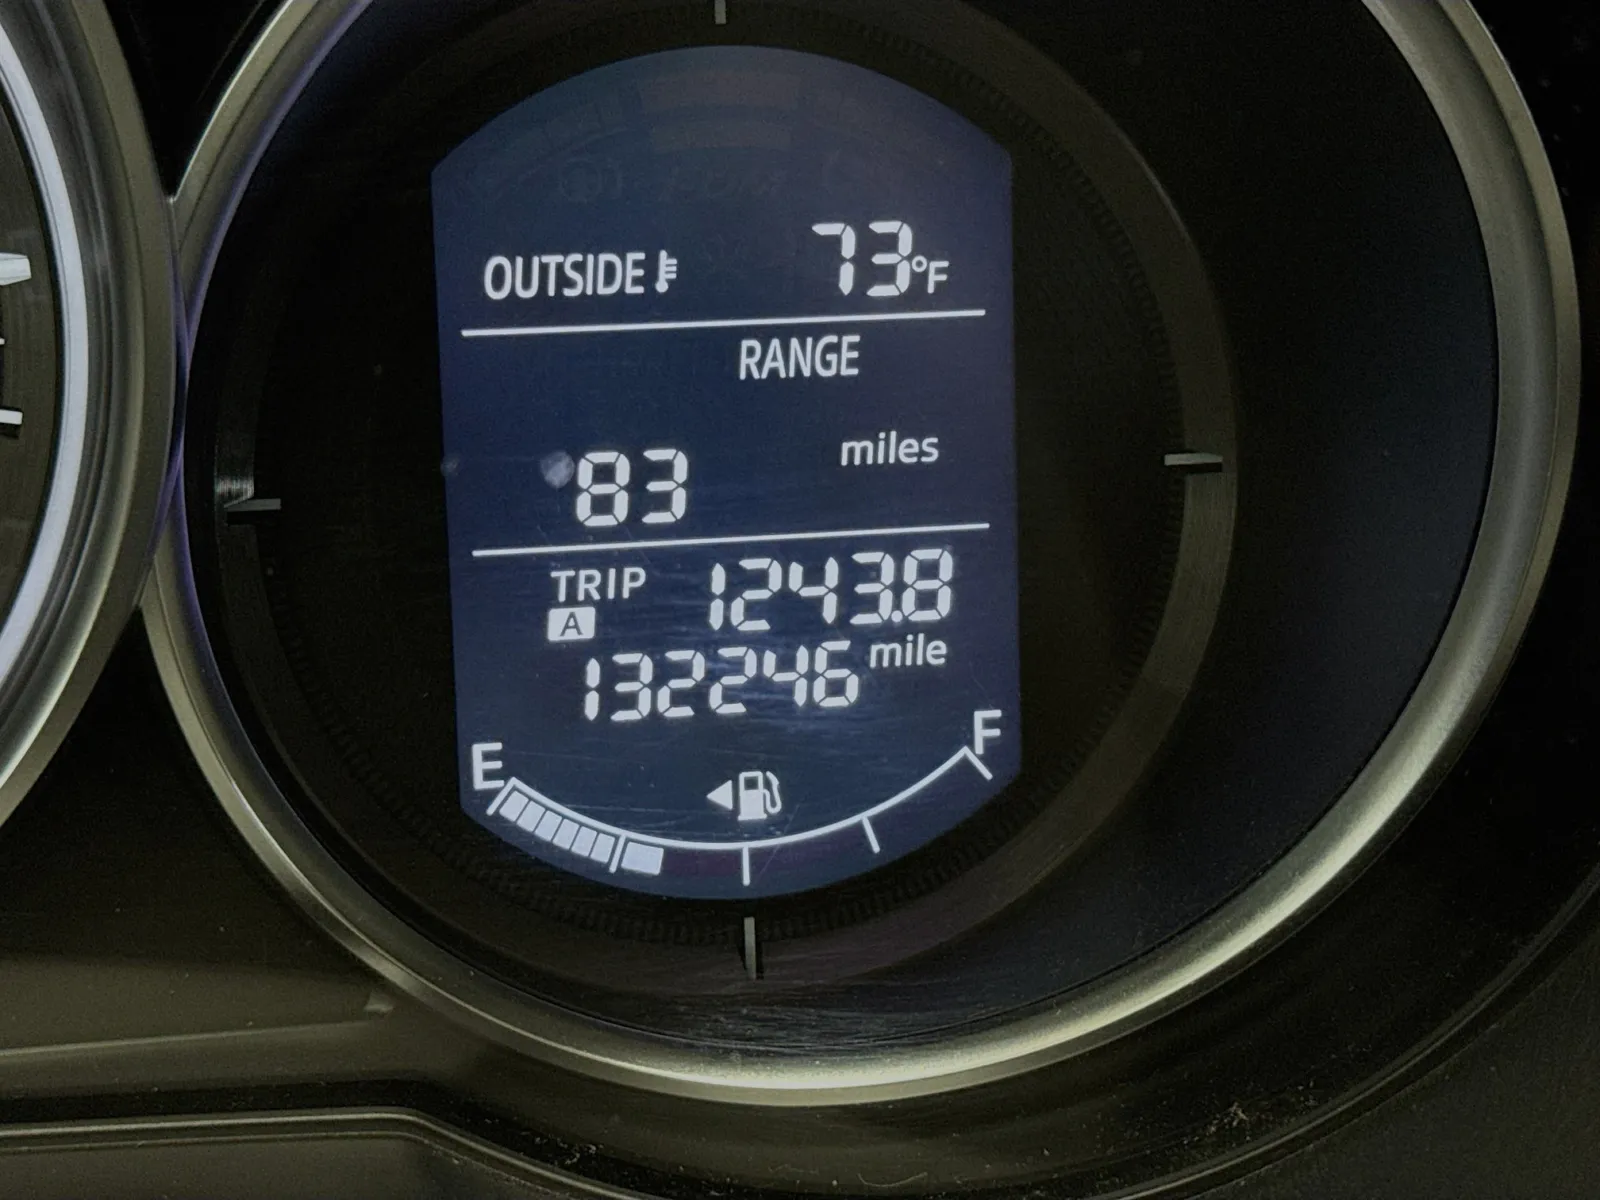 OUTSIDE 73°F
RANGE
miles
83
TRIP 1243.8
A
132246 mile
E F